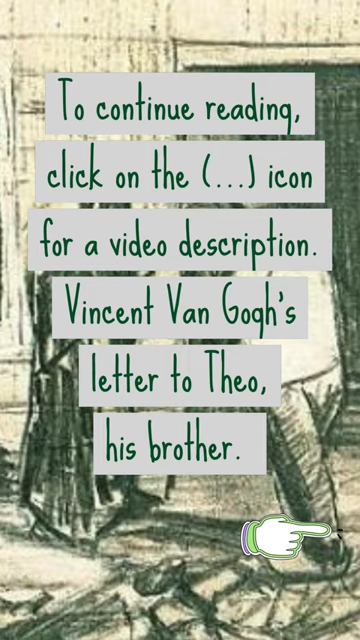 To continue reading,
click on the (...) icon
for a video description.
Vincent Van Gogh's
letter to Theo,
his brother.